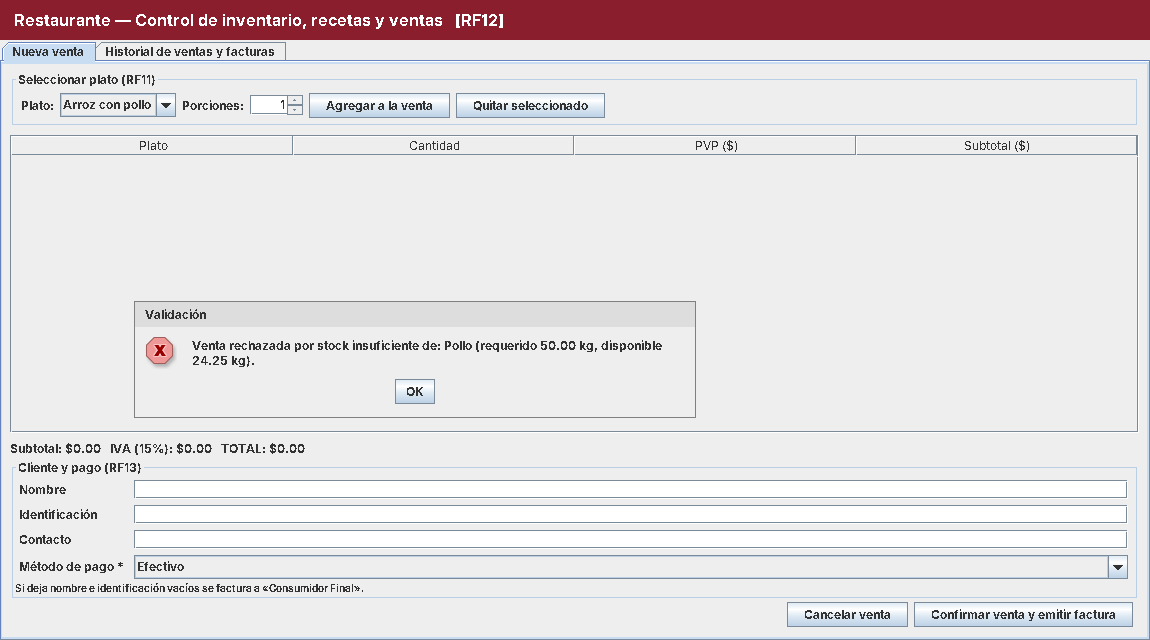 Restaurante — Control de inventario, recetas y ventas [RF12]
Nueva venta Historial de ventas y facturas
Seleccionar plato (RF11)
Plato: Arroz con pollo Porciones: 1 Agregar a la venta Quitar seleccionado
Plato Cantidad PVP ($) Subtotal ($)
Validación
X
Venta rechazada por stock insuficiente de: Pollo (requerido 50.00 kg, disponible
24.25 kg).
OK
Subtotal: $0.00 IVA (15%): $0.00 TOTAL: $0.00
Cliente y pago (RF13)
Nombre
Identificación
Contacto
Método de pago * Efectivo
Si deja nombre e identificación vacíos se factura a «Consumidor Final».
Cancelar venta Confirmar venta y emitir factura